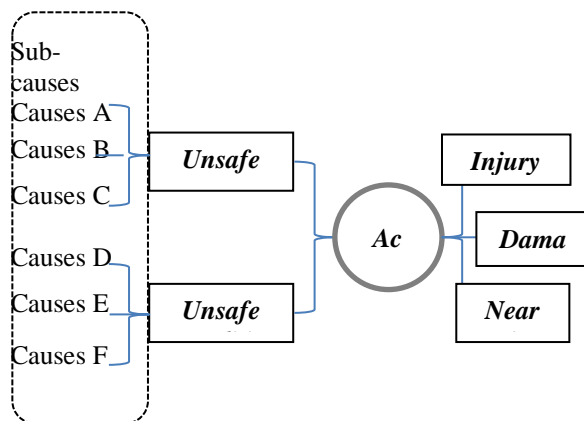 Sub-
causes
Causes A
Causes B
Causes C
Causes D
Causes E
Causes F
Unsafe
Unsafe
Ac
Injury
Dama
Near